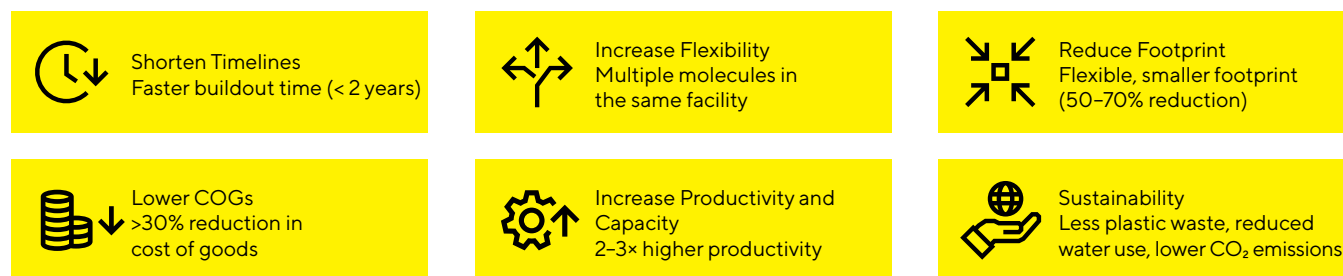 Shorten Timelines
Faster buildout time (< 2 years)
Increase Flexibility
Multiple molecules in
the same facility
Reduce Footprint
Flexible, smaller footprint
(50–70% reduction)
Lower COGs
>30% reduction in
cost of goods
Increase Productivity and
Capacity
2–3× higher productivity
Sustainability
Less plastic waste, reduced
water use, lower CO₂ emissions